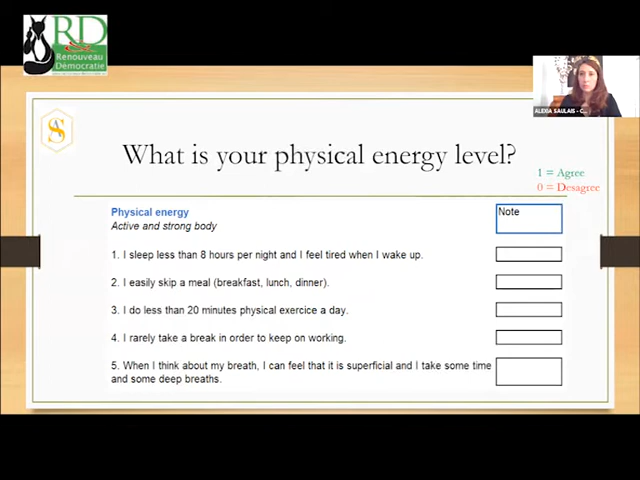 RD
Renouveau
Démocratie
ALEXIA SAULAIS - C...
S
What is your physical energy level?
1 = Agree
0 = Desagree
Physical energy
Note
Active and strong body
1. I sleep less than 8 hours per night and I feel tired when I wake up.
2. I easily skip a meal (breakfast, lunch, dinner).
3. I do less than 20 minutes physical exercice a day.
4. I rarely take a break in order to keep on working.
5. When I think about my breath, I can feel that it is superficial and I take some time
and some deep breaths.